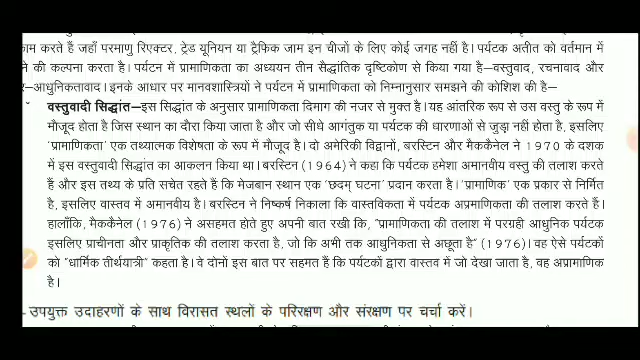 काम करते हैं जहाँ परमाणु रिएक्टर, ट्रेड यूनियन या ट्रैफिक जाम इन चीजों के लिए कोई जगह नहीं है। पर्यटक अतीत को वर्तमान में
ने की कल्पना करता है। पर्यटन में प्रामाणिकता का अध्ययन तीन सैद्धांतिक दृष्टिकोण से किया गया है—वस्तुवाद, रचनावाद और
र–आधुनिकतावाद। इनके आधार पर मानवशास्त्रियों ने पर्यटन में प्रामाणिकता को निम्नानुसार समझने की कोशिश की है—
वस्तुवादी सिद्धांत—इस सिद्धांत के अनुसार प्रामाणिकता दिमाग की नजर से मुक्त है। यह आंतरिक रूप से उस वस्तु के रूप में
मौजूद होता है जिस स्थान का दौरा किया जाता है और जो सीधे आगंतुक या पर्यटक की धारणाओं से जुड़ा नहीं होता है, इसलिए
'प्रामाणिकता' एक तथ्यात्मक विशेषता के रूप में मौजूद है। दो अमेरिकी विद्वानों, बरस्टिन और मैककैनेल ने 1970 के दशक
में इस वस्तुवादी सिद्धांत का आकलन किया था। बरस्टिन (1964) ने कहा कि पर्यटक हमेशा अमानवीय वस्तु की तलाश करते
हैं और इस तथ्य के प्रति सचेत रहते हैं कि मेजबान स्थान एक 'छदम् घटना' प्रदान करता है। 'प्रामाणिक' एक प्रकार से निर्मित
है, इसलिए वास्तव में अमानवीय है। बरस्टिन ने निष्कर्ष निकाला कि वास्तविकता में पर्यटक अप्रमाणिकता की तलाश करते हैं।
हालाँकि, मैककैनेल (1976) ने असहमत होते हुए अपनी बात रखी कि, "प्रामाणिकता की तलाश में परग्रही आधुनिक पर्यटक
इसलिए प्राचीनता और प्राकृतिक की तलाश करता है, जो कि अभी तक आधुनिकता से अछूता है" (1976)। वह ऐसे पर्यटकों
को "धार्मिक तीर्थयात्री" कहता है। वे दोनों इस बात पर सहमत हैं कि पर्यटकों द्वारा वास्तव में जो देखा जाता है, वह अप्रामाणिक
है।
उपयुक्त उदाहरणों के साथ विरासत स्थलों के परिरक्षण और संरक्षण पर चर्चा करें।